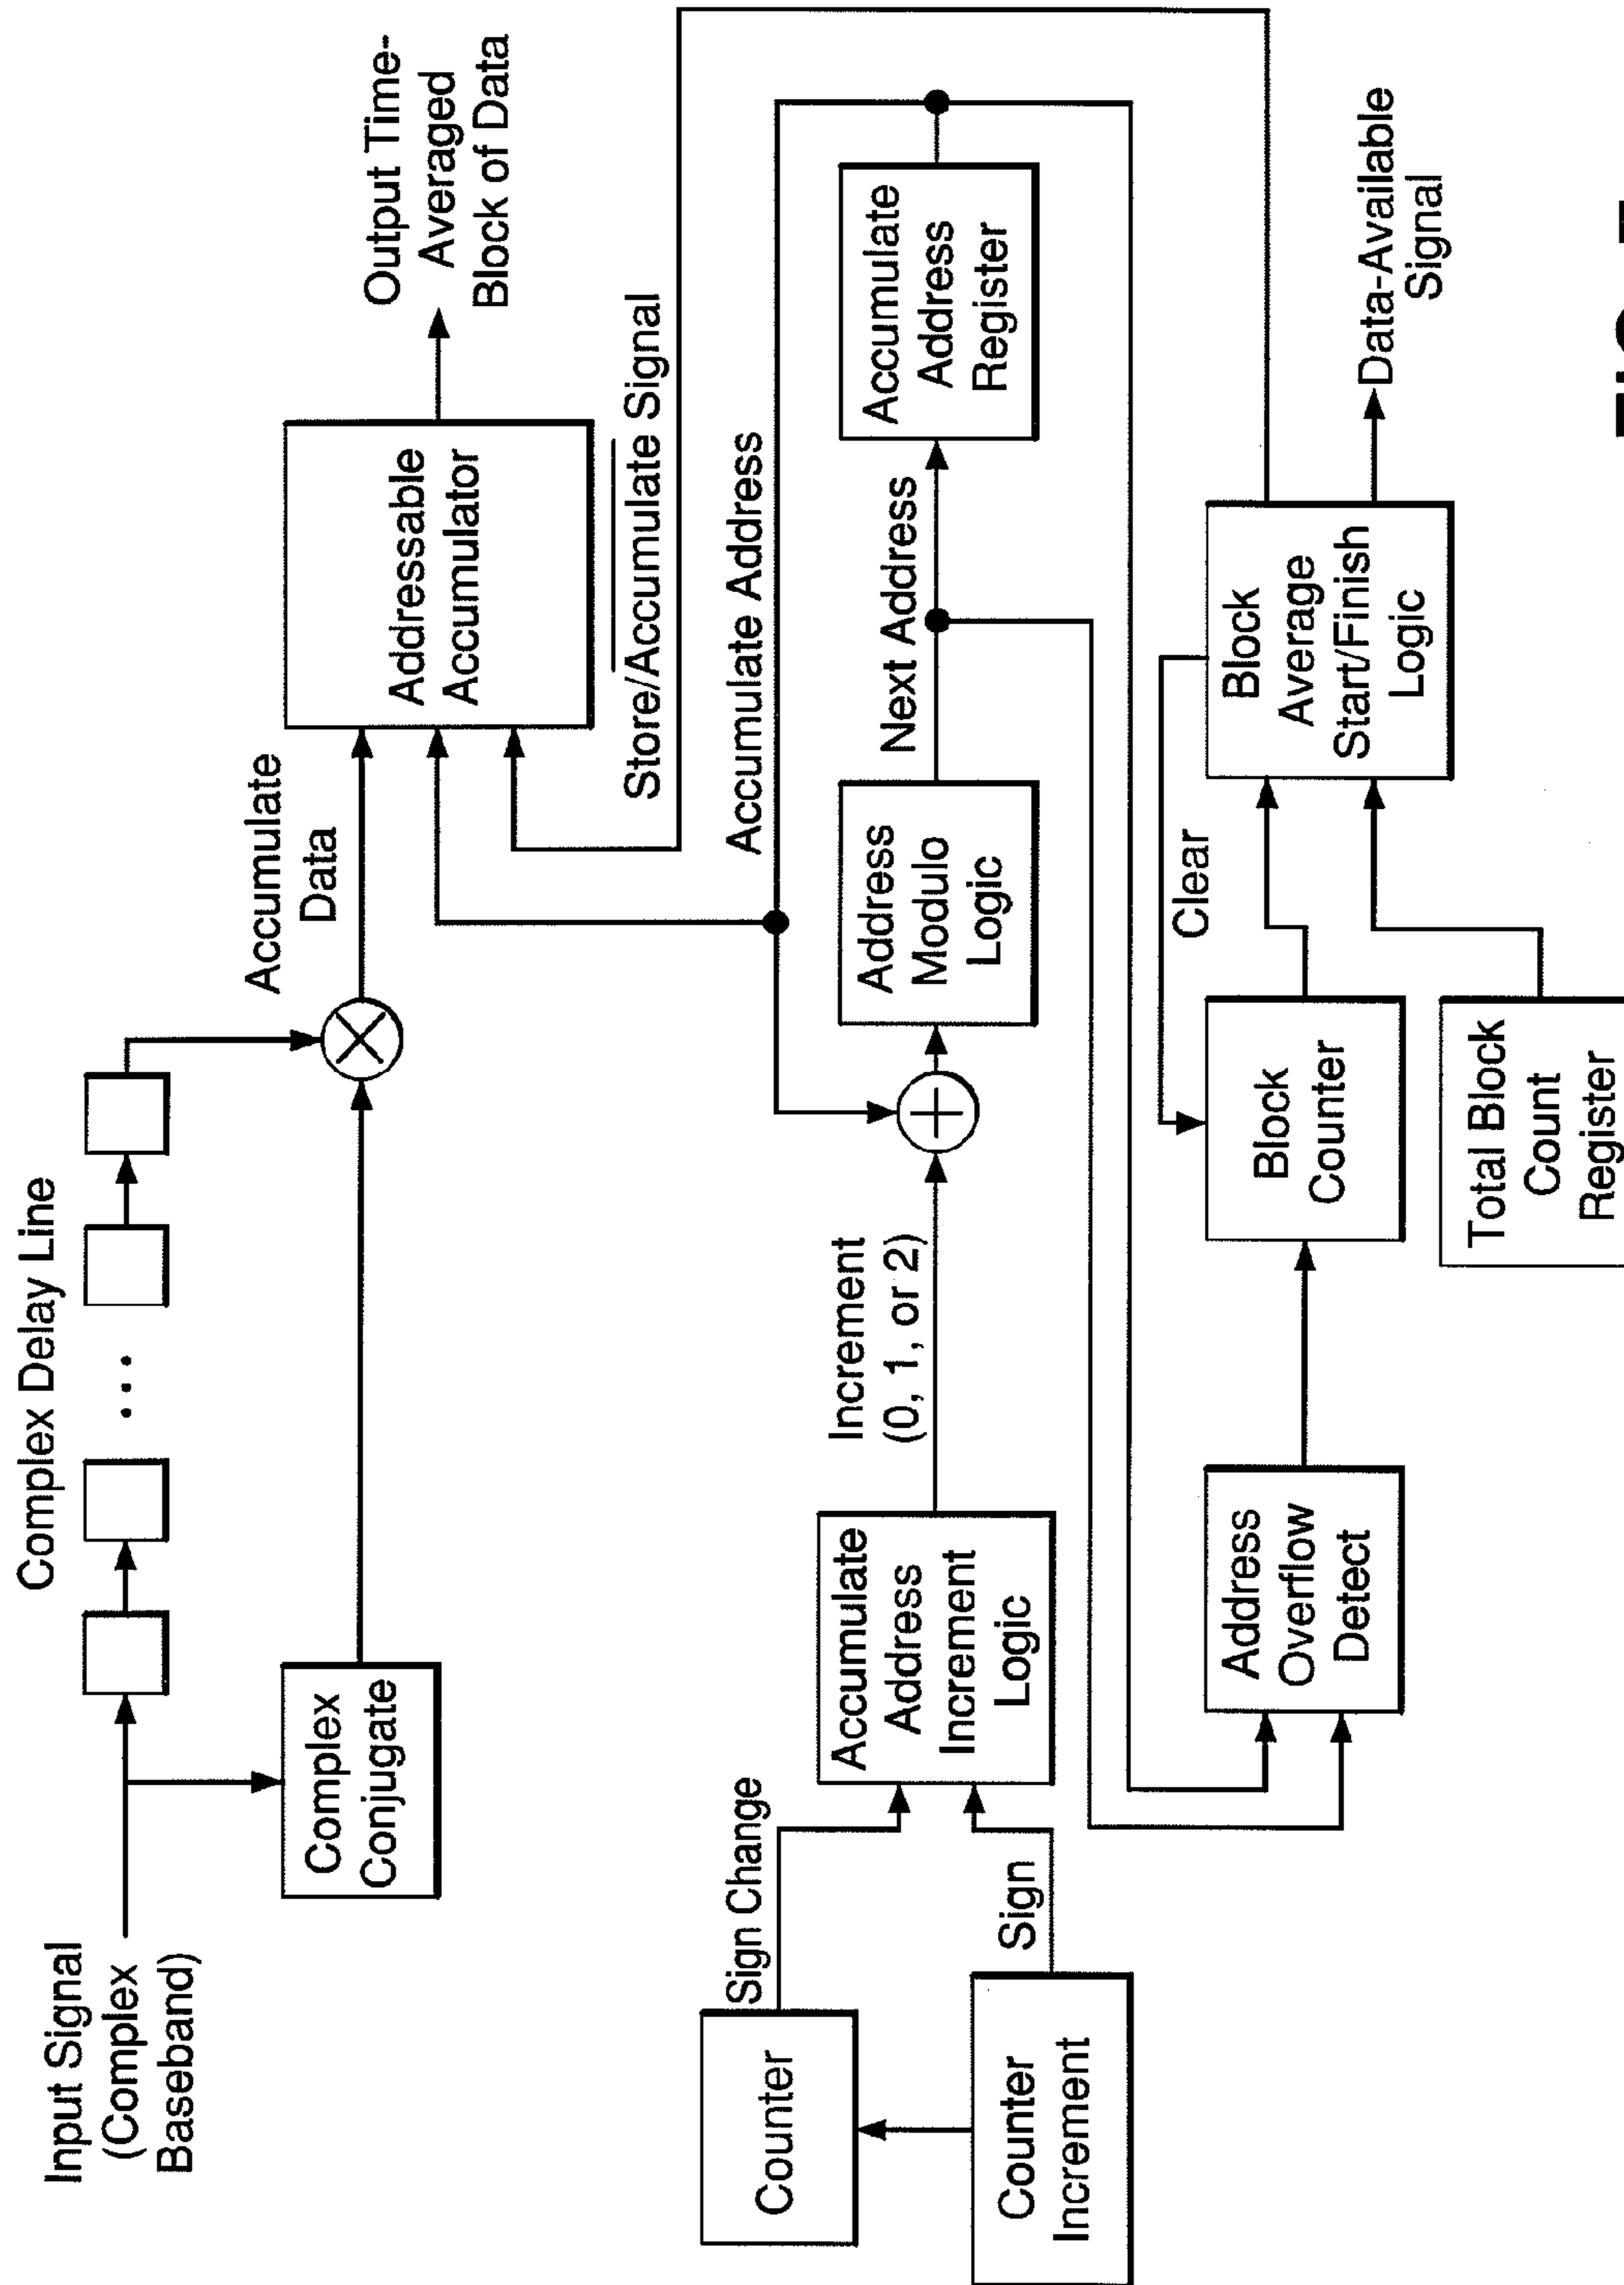 Input Signal
(Complex
Baseband)
Complex Delay Line
Complex
Conjugate
Accumulate
Data
Addressable
Accumulator
Output Time-
Averaged
Block of Data
Store/Accumulate Signal
Accumulate Address
Counter
Sign Change
Counter
Increment
Sign
Accumulate
Address
Increment
Logic
Increment
(0, 1, or 2)
Address
Modulo
Logic
Next Address
Accumulate
Address
Register
Address
Overflow
Detect
Block
Counter
Clear
Total Block
Count
Register
Block
Average
Start/Finish
Logic
Data-Available
Signal